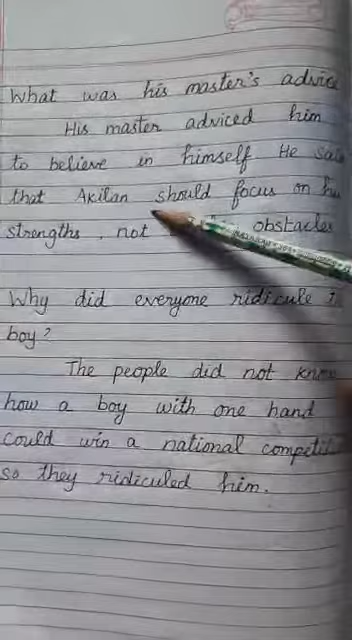 What was his master's advice
His master adviced him
to believe in himself He said
that Akilan should focus on his
strengths, not obstacles
Why did everyone ridicule
boy?
The people did not know
how a boy with one hand
could win a national
so they ridiculed him.